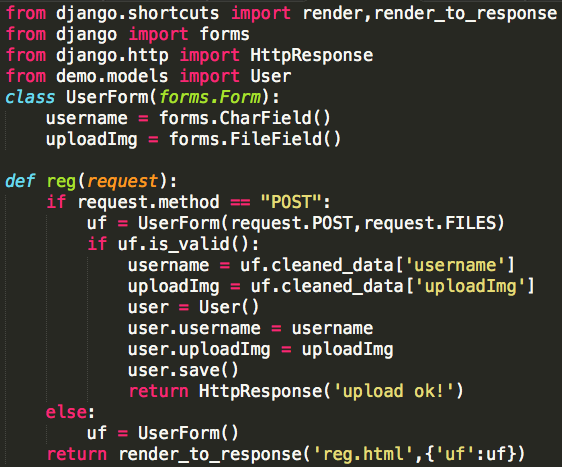 from django.shortcuts import render,render_to_response
from django import forms
from django.http import HttpResponse
from demo.models import User
class UserForm(forms.Form):
    username = forms.CharField()
    uploadImg = forms.FileField()

def reg(request):
    if request.method == "POST":
        uf = UserForm(request.POST,request.FILES)
        if uf.is_valid():
            username = uf.cleaned_data['username']
            uploadImg = uf.cleaned_data['uploadImg']
            user = User()
            user.username = username
            user.uploadImg = uploadImg
            user.save()
            return HttpResponse('upload ok!')
    else:
        uf = UserForm()
    return render_to_response('reg.html',{'uf':uf})